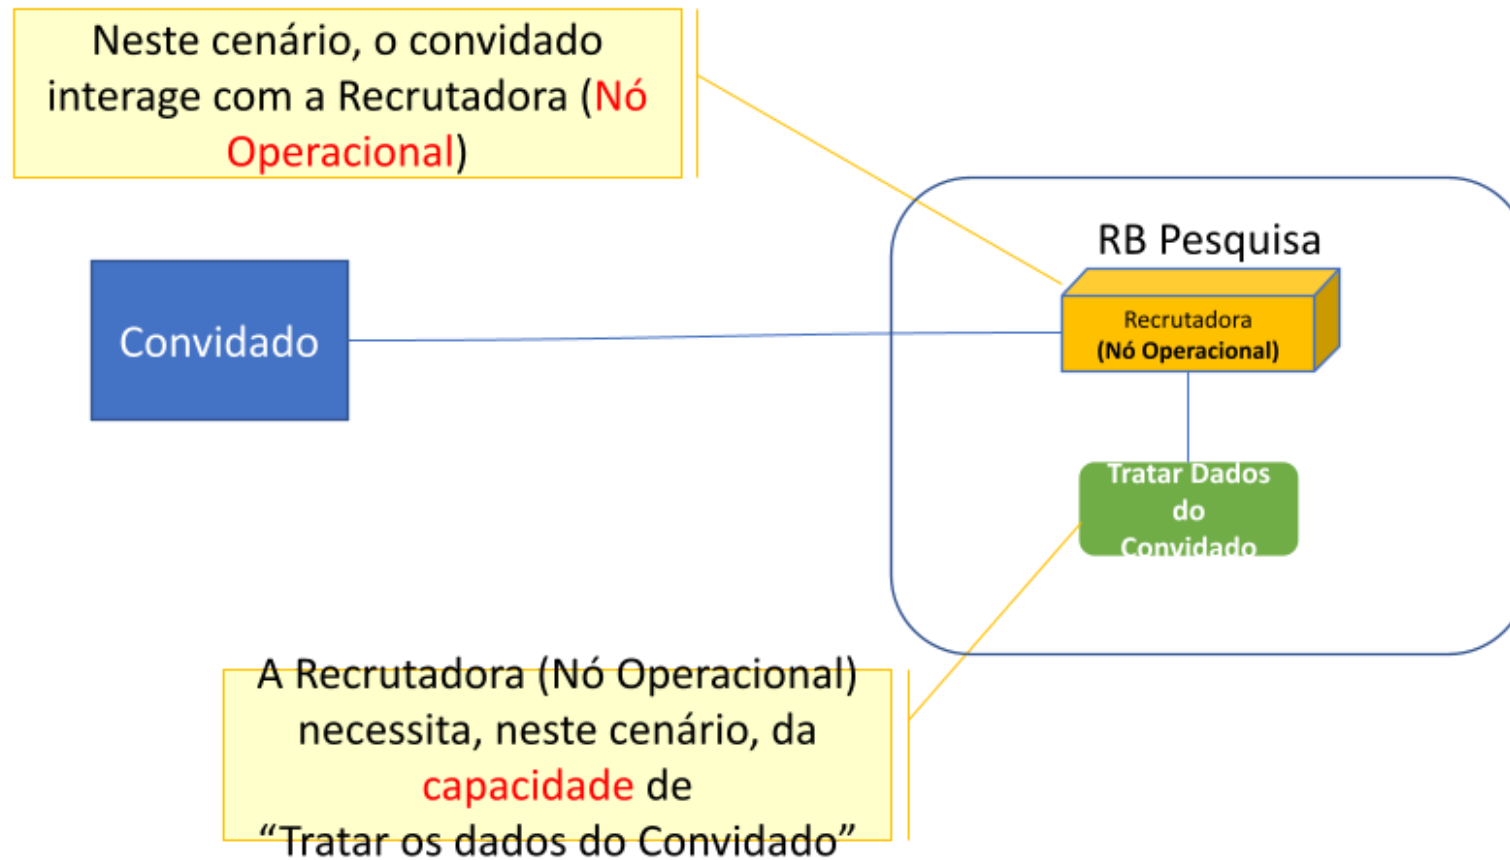 Neste cenário, o convidado
interage com a Recrutadora (Nó
Operacional)
RB Pesquisa
Convidado
Recrutadora
(Nó Operacional)
Tratar Dados
do
Convidado
A Recrutadora (Nó Operacional)
necessita, neste cenário, da
capacidade de
“Tratar os dados do Convidado”